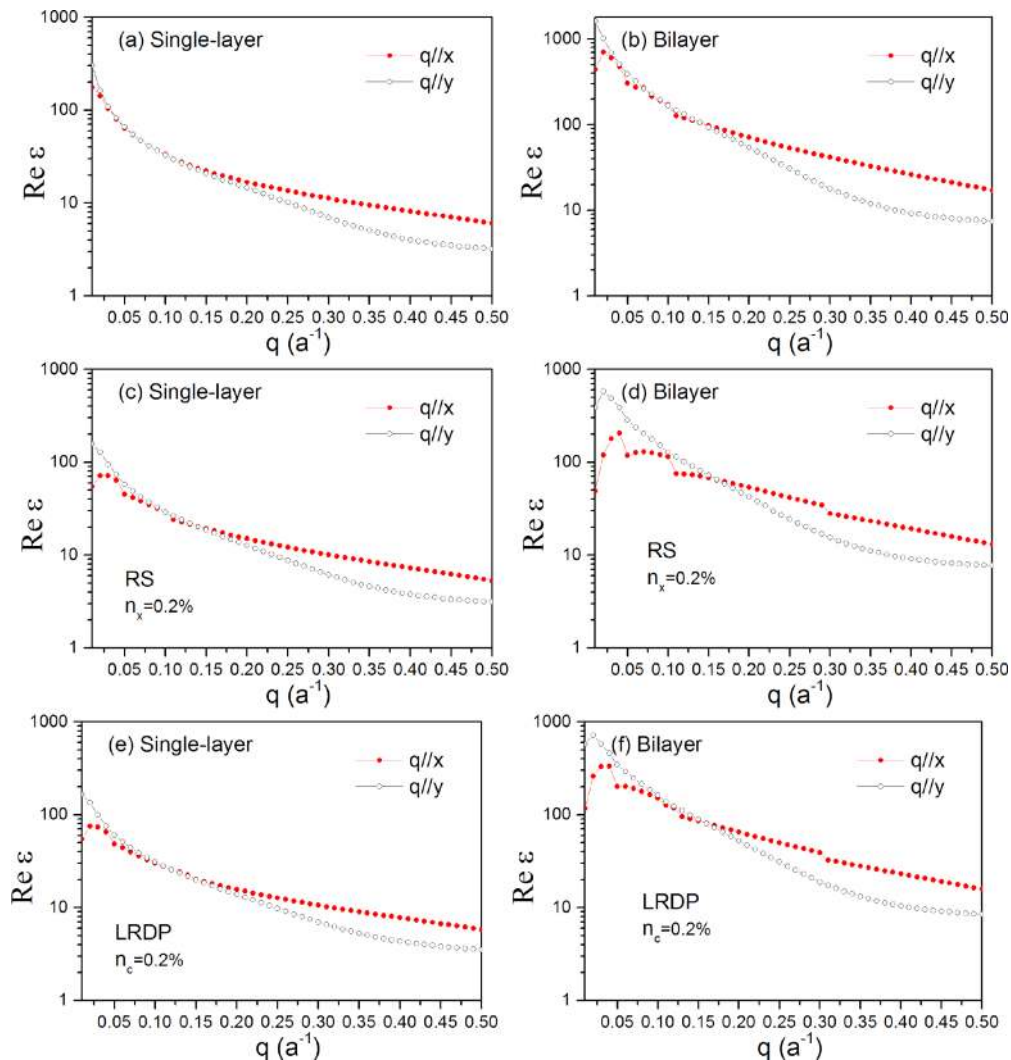 (a) Single-layer
q//x
q//y
1000
100
10
1
Re ε
0.05 0.10 0.15 0.20 0.25 0.30 0.35 0.40 0.45 0.50
q (a⁻¹)
(b) Bilayer
q//x
q//y
1000
100
10
1
Re ε
0.05 0.10 0.15 0.20 0.25 0.30 0.35 0.40 0.45 0.50
q (a⁻¹)
(c) Single-layer
q//x
q//y
1000
100
10
1
Re ε
RS
nₓ=0.2%
0.05 0.10 0.15 0.20 0.25 0.30 0.35 0.40 0.45 0.50
q (a⁻¹)
(d) Bilayer
q//x
q//y
1000
100
10
1
Re ε
RS
nₓ=0.2%
0.05 0.10 0.15 0.20 0.25 0.30 0.35 0.40 0.45 0.50
q (a⁻¹)
(e) Single-layer
q//x
q//y
1000
100
10
1
Re ε
LRDP
n_c=0.2%
0.05 0.10 0.15 0.20 0.25 0.30 0.35 0.40 0.45 0.50
q (a⁻¹)
(f) Bilayer
q//x
q//y
1000
100
10
1
Re ε
LRDP
n_c=0.2%
0.05 0.10 0.15 0.20 0.25 0.30 0.35 0.40 0.45 0.50
q (a⁻¹)